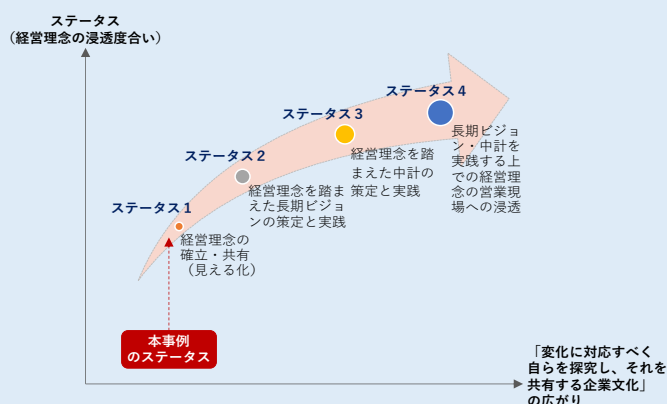 ステータス
（経営理念の浸透度合い）
ステータス４
ステータス３
長期ビジョ
ン・中計を
実践する上
での経営理
念の営業現
場への浸透
経営理念を踏
まえた中計の
策定と実践
ステータス２
経営理念を踏ま
えた長期ビジョ
ンの策定と実践
ステータス１
経営理念の
確立・共有
（見える化）
本事例
のステータス
「変化に対応すべく
自らを探究し、それを
共有する企業文化」
の広がり